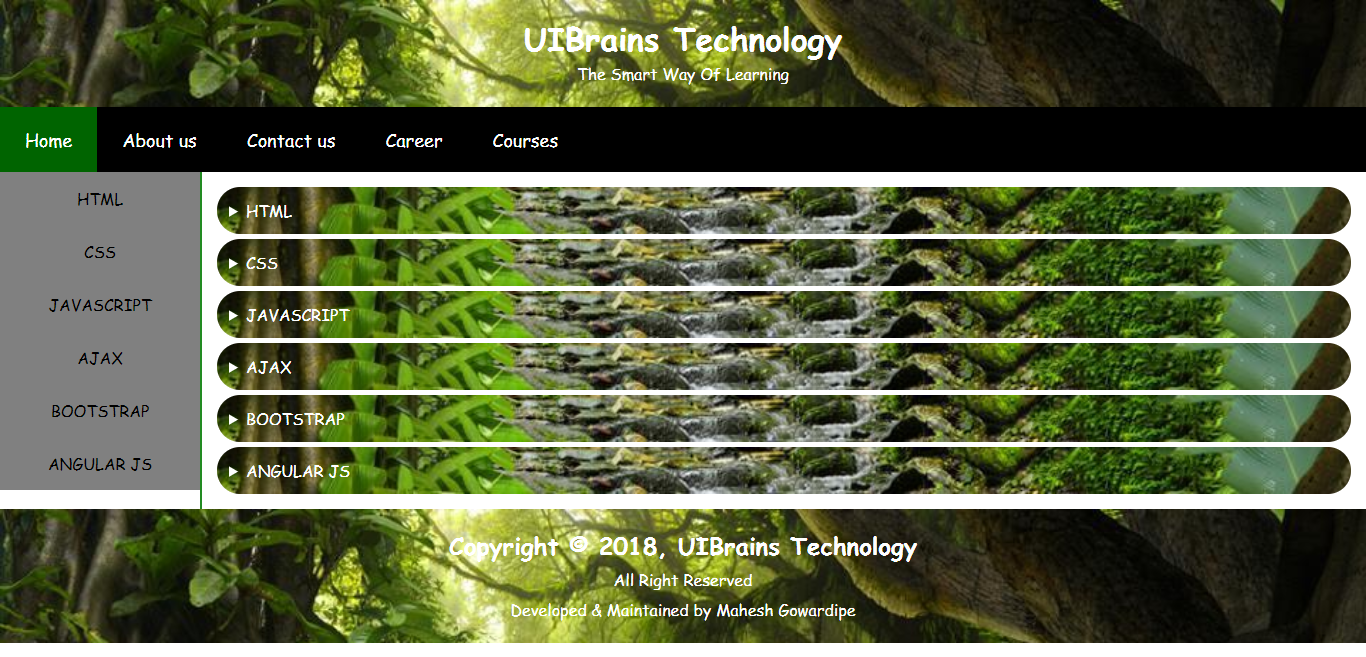 UIBrains Technology
The Smart Way Of Learning
Home About us Contact us Career Courses
HTML
CSS
JAVASCRIPT
AJAX
BOOTSTRAP
ANGULAR JS
HTML
CSS
JAVASCRIPT
AJAX
BOOTSTRAP
ANGULAR JS
Copyright © 2018, UIBrains Technology
All Right Reserved
Developed & Maintained by Mahesh Gowardipe